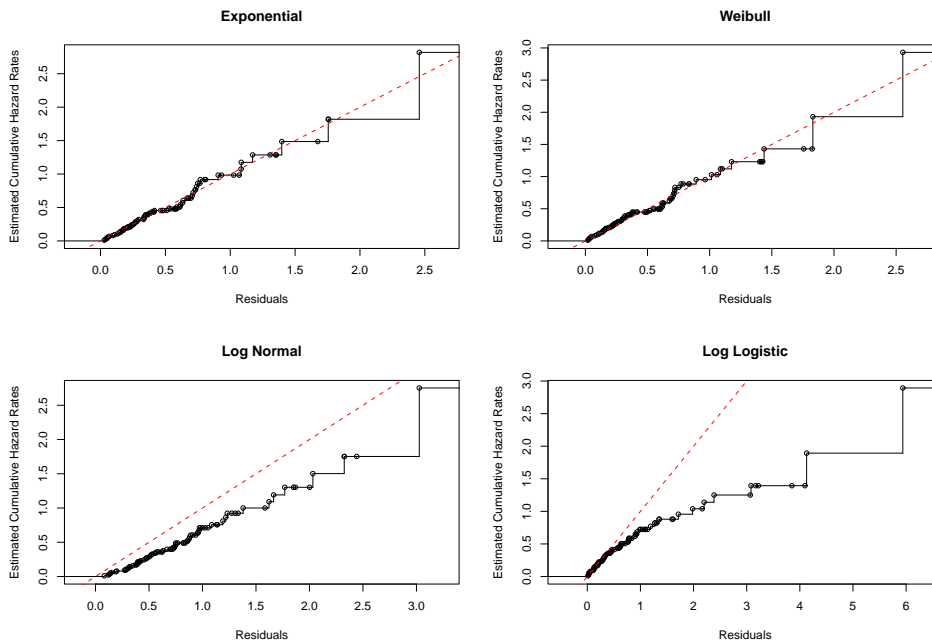 Exponential
Estimated Cumulative Hazard Rates
0.0 0.5 1.0 1.5 2.0 2.5
0.0 0.5 1.0 1.5 2.0 2.5
Residuals
Weibull
Estimated Cumulative Hazard Rates
0.0 0.5 1.0 1.5 2.0 2.5 3.0
0.0 0.5 1.0 1.5 2.0 2.5
Residuals
Log Normal
Estimated Cumulative Hazard Rates
0.0 0.5 1.0 1.5 2.0 2.5
0.0 0.5 1.0 1.5 2.0 2.5 3.0
Residuals
Log Logistic
Estimated Cumulative Hazard Rates
0.0 0.5 1.0 1.5 2.0 2.5 3.0
0 1 2 3 4 5 6
Residuals